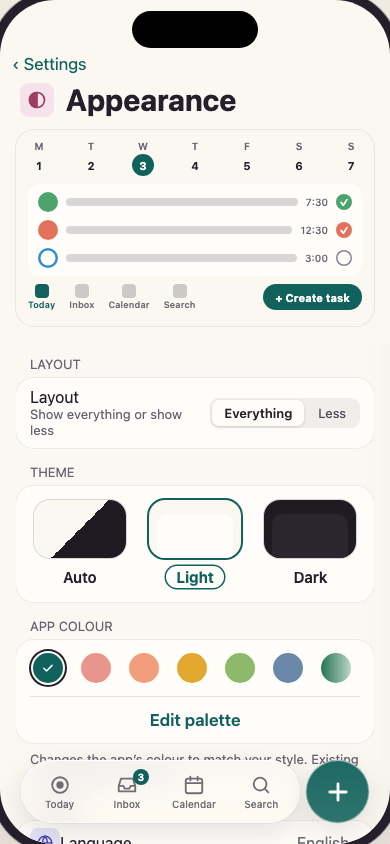 ‹ Settings
Appearance
M T W T F S S
1 2 3 4 5 6 7
7:30
12:30
3:00
Today Inbox Calendar Search
+ Create task
LAYOUT
Layout
Show everything or show
less
Everything Less
THEME
Auto Light Dark
APP COLOUR
Edit palette
Changes the app's colour to match your style. Existing
3
Today Inbox Calendar Search
Language English